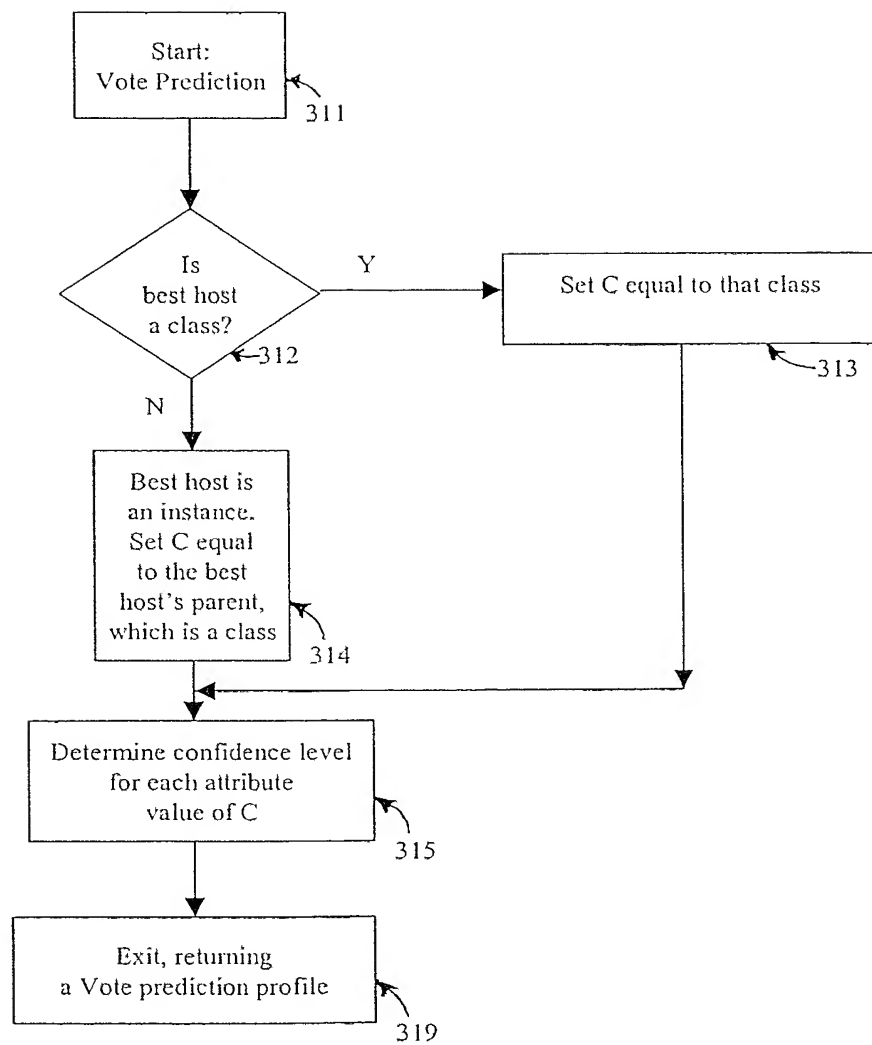 Start:
Vote Prediction
311
Is
best host
a class?
312
Y
Set C equal to that class
313
N
Best host is
an instance.
Set C equal
to the best
host's parent,
which is a class
314
Determine confidence level
for each attribute
value of C
315
Exit, returning
a Vote prediction profile
319